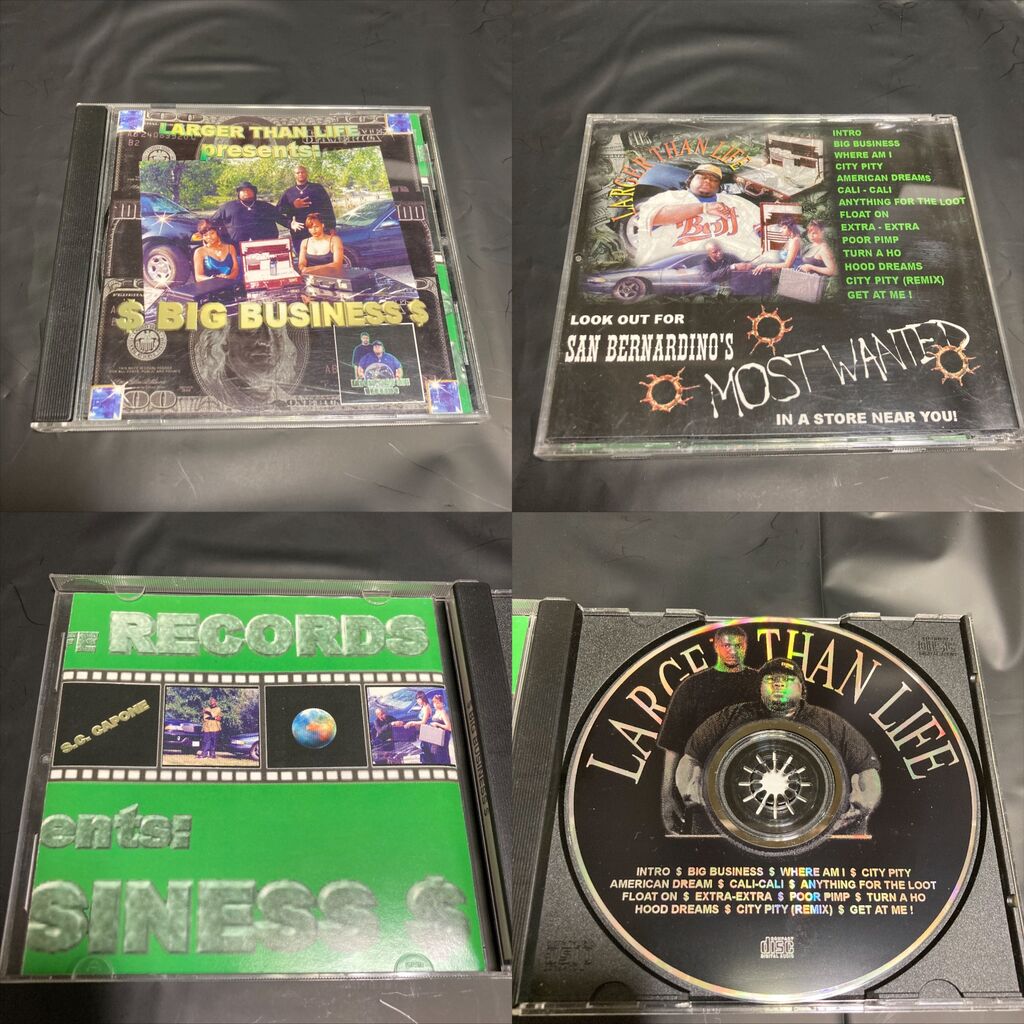 LARGER THAN LIFE
presents:
$ BIG BUSINESS $
LARGER THAN LIFE
INTRO
BIG BUSINESS
WHERE AM I
CITY PITY
AMERICAN DREAMS
CALI - CALI
ANYTHING FOR THE LOOT
FLOAT ON
EXTRA - EXTRA
POOR PIMP
TURN A HO
HOOD DREAMS
CITY PITY (REMIX)
GET AT ME !
LOOK OUT FOR
SAN BERNARDINO'S
MOST WANTED
IN A STORE NEAR YOU!
FE RECORDS
S.C. CAPONE
ents:
SINESS $
LARGER THAN LIFE
INTRO $ BIG BUSINESS $ WHERE AM I $ CITY PITY
AMERICAN DREAM $ CALI-CALI $ ANYTHING FOR THE LOOT
FLOAT ON $ EXTRA-EXTRA $ POOR PIMP $ TURN A HO
HOOD DREAMS $ CITY PITY (REMIX) $ GET AT ME !
COMPACT
disc
DIGITAL AUDIO